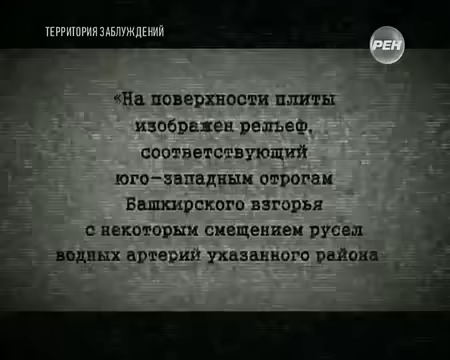 ТЕРРИТОРИЯ ЗАБЛУЖДЕНИЙ
РЕН
«На поверхности плиты
изображен рельеф,
соответствующий
юго-западным отрогам
Башкирского взгорья
с некоторым смещением русел
водных артерий указанного района